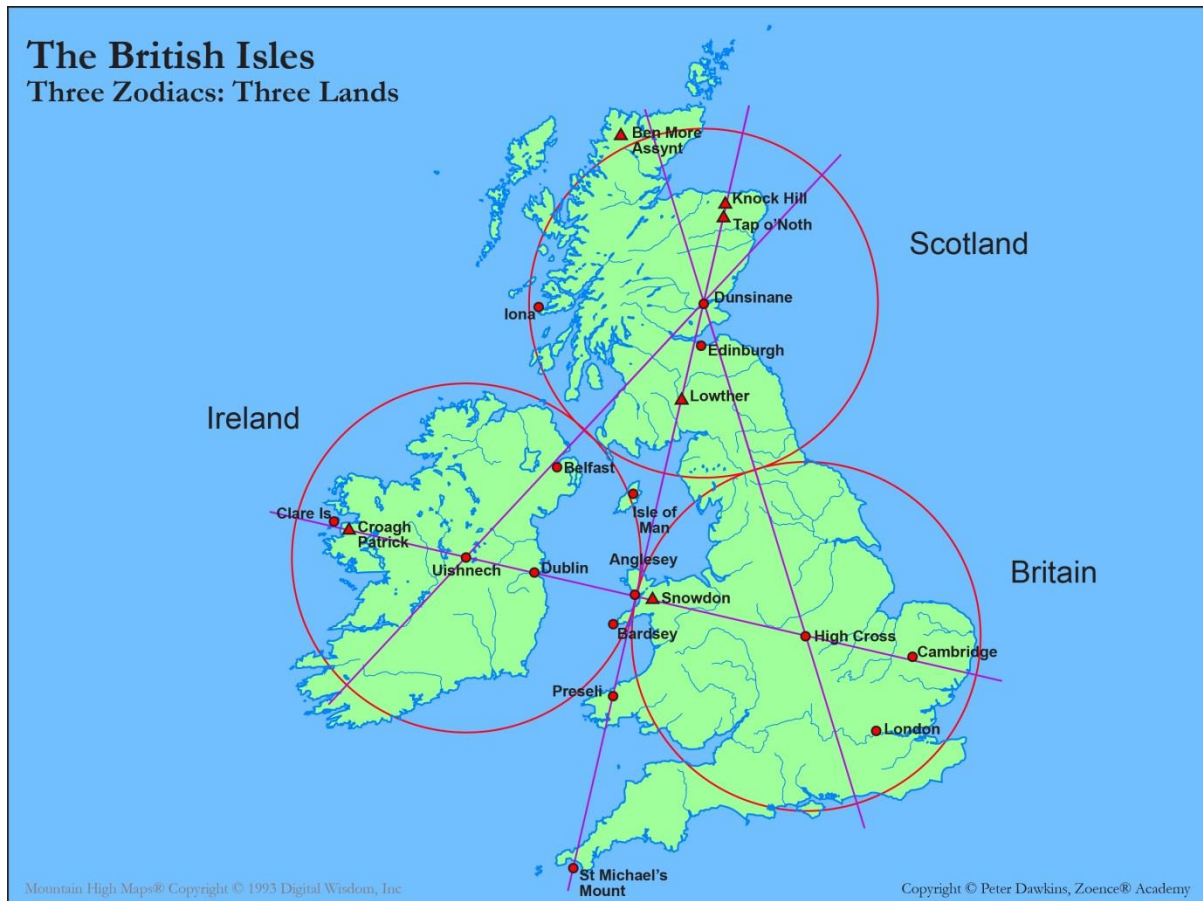 The British Isles
Three Zodiacs: Three Lands
Ben More
Assynt
Knock Hill
Tap o'Noth
Scotland
Dunsinane
Iona
Edinburgh
Lowther
Ireland
Belfast
Clare Is
Croagh
Patrick
Isle of
Man
Uishnech
Dublin
Anglesey
Snowdon
Britain
Bardsey
High Cross
Cambridge
Preseli
London
St Michael's
Mount
Mountain High Maps® Copyright © 1993 Digital Wisdom, Inc
Copyright © Peter Dawkins, Zoence® Academy